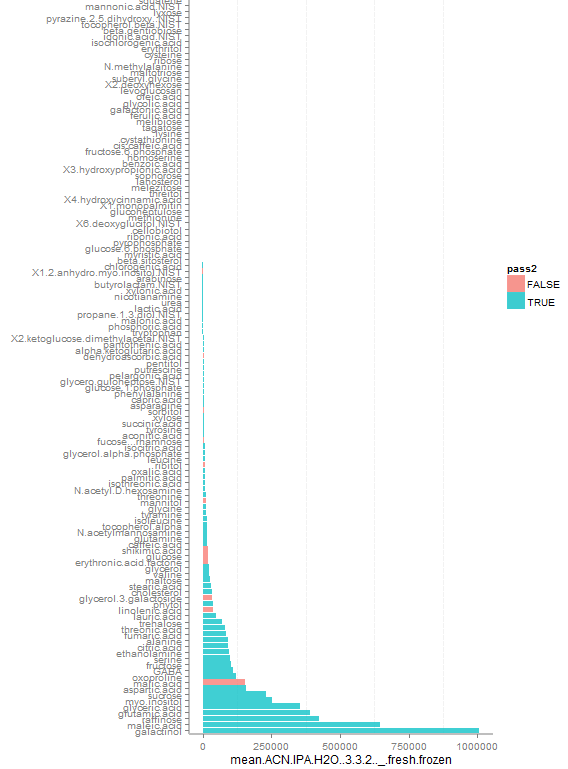 squalene
mannonic.acid.NIST
lyxose
pyrazine.2.5.dihydroxy..NIST
tocopherol.beta.NIST
beta.gentiobiose
idonic.acid.NIST
isochlorogenic.acid
erythritol
cysteine
ribose
N.methylalanine
maltotriose
suberyl.glycine
X2.deoxyhexose
levoglucosan
oleic.acid
glycolic.acid
galactonic.acid
ferulic.acid
melibiose
tagatose
lysine
cystathionine
cis.caffeic.acid
fructose.6.phosphate
homoserine
benzoic.acid
X3.hydroxypropionic.acid
sophorose
lanosterol
melezitose
threitol
X4.hydroxycinnamic.acid
X1.monopalmitin
glucoheptulose
methionine
X6.deoxyglucitol.NIST
cellobiotol
ribonic.acid
pyrophosphate
glucose.6.phosphate
myristic.acid
beta.sitosterol
chlorogenic.acid
X1.2.anhydro.myo.inositol.NIST
arabinose
butyrolactam.NIST
xylonic.acid
nicotianamine
urea
lactic.acid
propane.1.3.diol.NIST
malonic.acid
phosphoric.acid
tryptophan
X2.ketoglucose.dimethylacetal.NIST
pantothenic.acid
alpha.ketoglutaric.acid
dehydroascorbic.acid
pentitol
putrescine
pelargonic.acid
glycero.guloheptose.NIST
glucose.1.phosphate
phenylalanine
capric.acid
asparagine
sorbitol
xylose
succinic.acid
tyrosine
aconitic.acid
fucose...rhamnose
isocitric.acid
glycerol.alpha.phosphate
leucine
ribitol
oxalic.acid
palmitic.acid
isothreonic.acid
N.acetyl.D.hexosamine
threonine
mannitol
glycine
tyramine
isoleucine
tocopherol.alpha
N.acetylmannosamine
glutamine
caffeic.acid
shikimic.acid
glucose
erythronic.acid.lactone
glycerol
valine
maltose
stearic.acid
cholesterol
glycerol.3.galactoside
phytol
linolenic.acid
lauric.acid
trehalose
threonic.acid
fumaric.acid
alanine
citric.acid
ethanolamine
serine
fructose
GABA
oxoproline
malic.acid
aspartic.acid
sucrose
myo.inositol
glyceric.acid
glutamic.acid
raffinose
maleic.acid
galactinol
0 250000 500000 750000 1000000
mean.ACN.IPA.H2O..3.3.2.._.fresh.frozen
pass2
FALSE
TRUE